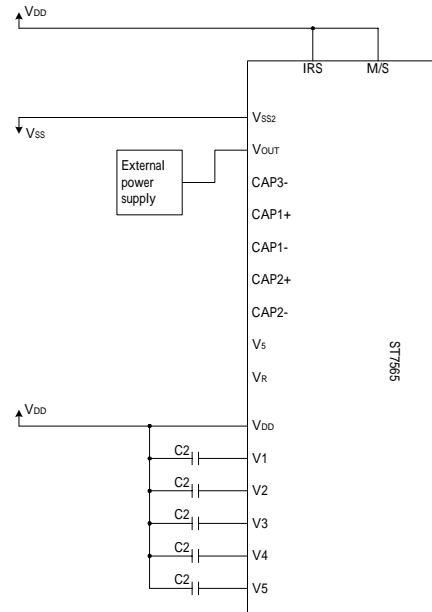 VDD
IRS M/S
VSS2
VSS
VOUT
External
power
supply
CAP3-
CAP1+
CAP1-
CAP2+
CAP2-
V5
VR
ST7565
VDD
VDD
C2 V1
C2 V2
C2 V3
C2 V4
C2 V5